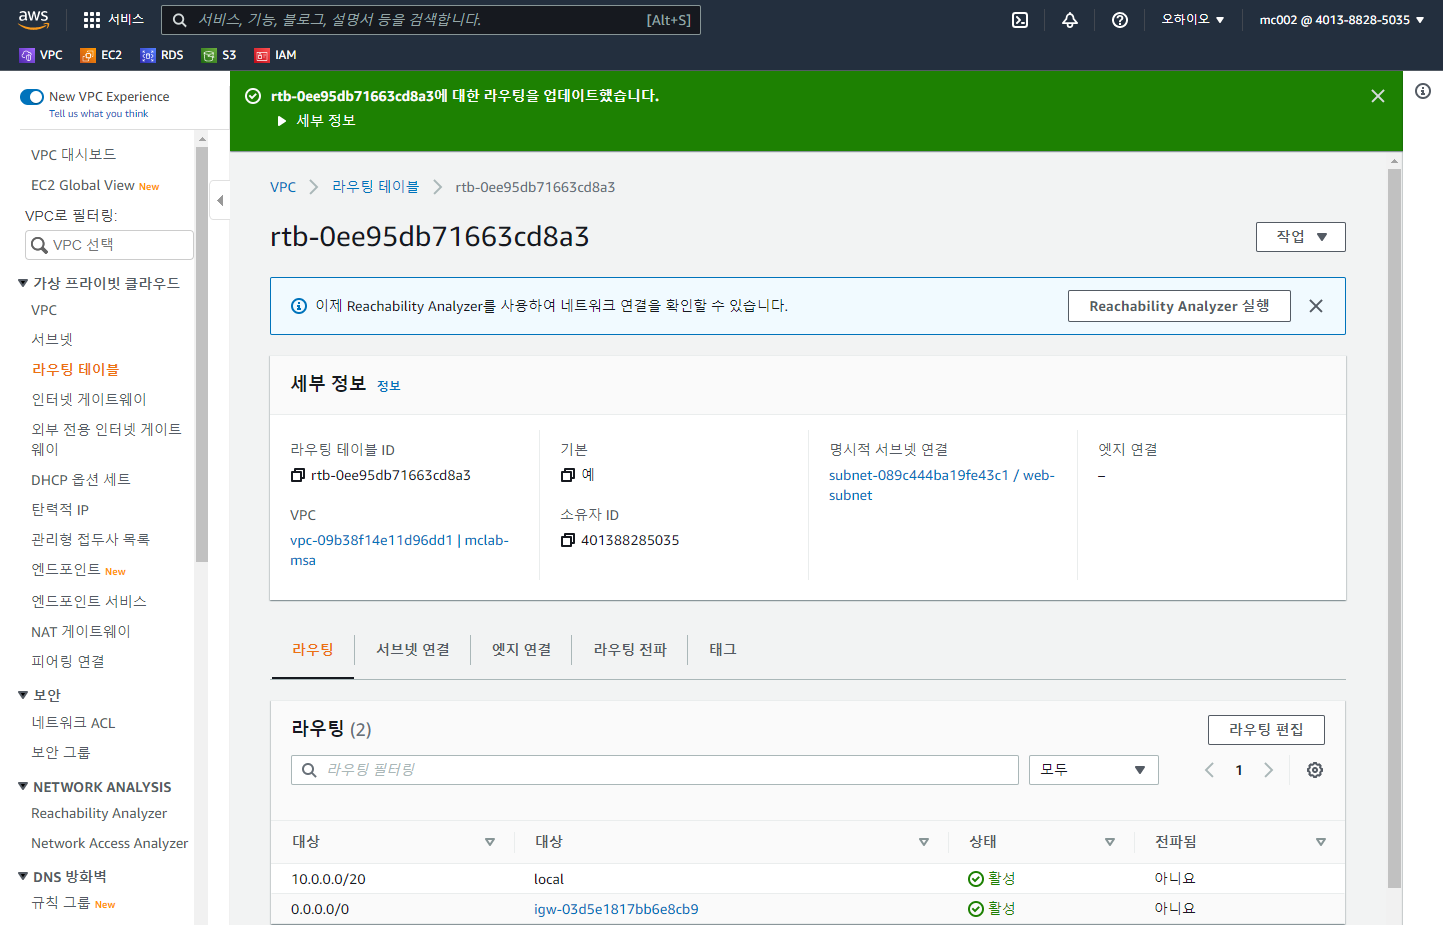 aws
서비스
서비스, 기능, 블로그, 설명서 등을 검색합니다.
[Alt+S]
오하이오 ▼
mc002 @ 4013-8828-5035 ▼
VPC
EC2
RDS
S3
IAM
New VPC Experience
Tell us what you think
VPC 대시보드
EC2 Global View New
VPC로 필터링:
VPC 선택
가상 프라이빗 클라우드
VPC
서브넷
라우팅 테이블
인터넷 게이트웨이
외부 전용 인터넷 게이트
웨이
DHCP 옵션 세트
탄력적 IP
관리형 접두사 목록
엔드포인트 New
엔드포인트 서비스
NAT 게이트웨이
피어링 연결
보안
네트워크 ACL
보안 그룹
NETWORK ANALYSIS
Reachability Analyzer
Network Access Analyzer
DNS 방화벽
규칙 그룹 New
rtb-0ee95db71663cd8a3에 대한 라우팅을 업데이트했습니다.
세부 정보
VPC
라우팅 테이블
rtb-0ee95db71663cd8a3
rtb-0ee95db71663cd8a3
작업 ▼
이제 Reachability Analyzer를 사용하여 네트워크 연결을 확인할 수 있습니다.
Reachability Analyzer 실행
세부 정보 정보
라우팅 테이블 ID
rtb-0ee95db71663cd8a3
VPC
vpc-09b38f14e11d96dd1 | mclab-
msa
기본
예
소유자 ID
401388285035
명시적 서브넷 연결
subnet-089c444ba19fe43c1 / web-
subnet
엣지 연결
–
라우팅
서브넷 연결
엣지 연결
라우팅 전파
태그
라우팅 (2)
라우팅 편집
라우팅 필터링
모두
1
대상
대상
상태
전파됨
10.0.0.0/20
local
활성
아니요
0.0.0.0/0
igw-03d5e1817bb6e8cb9
활성
아니요